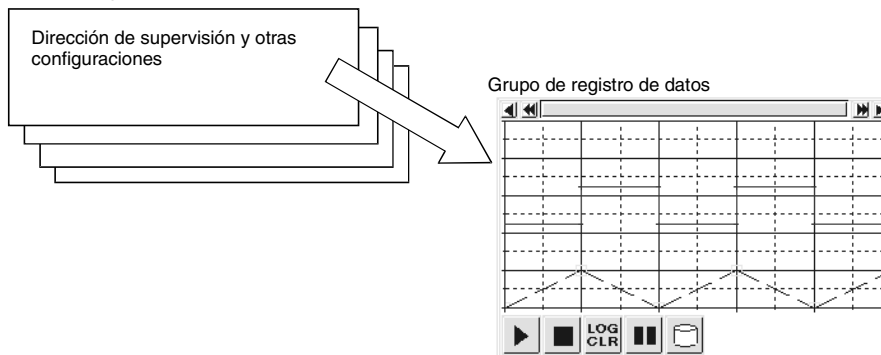 Dirección de supervisión y otras
configuraciones
Grupo de registro de datos
LOG
CLR